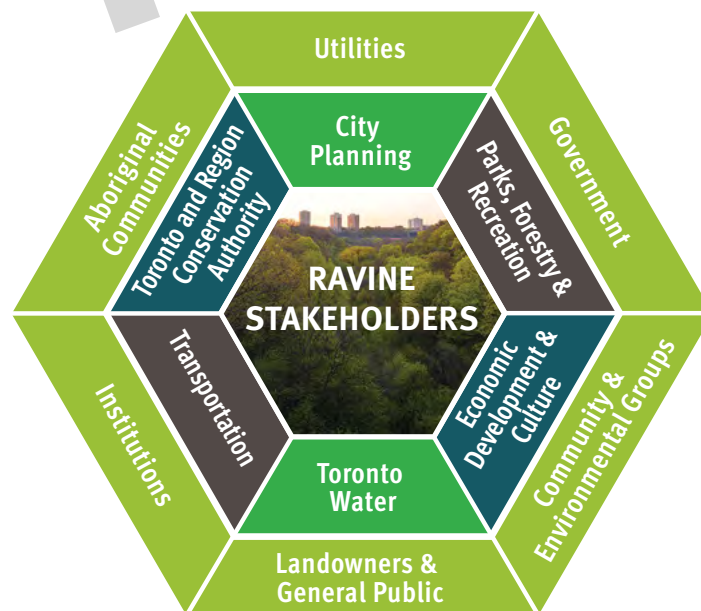 Utilities
City
Planning
Government
Parks, Forestry &
Recreation
Aboriginal
Communities
Toronto and Region
Conservation
Authority
RAVINE
STAKEHOLDERS
Transportation
Institutions
Economic
Development &
Culture
Community &
Environmental Groups
Toronto
Water
Landowners &
General Public